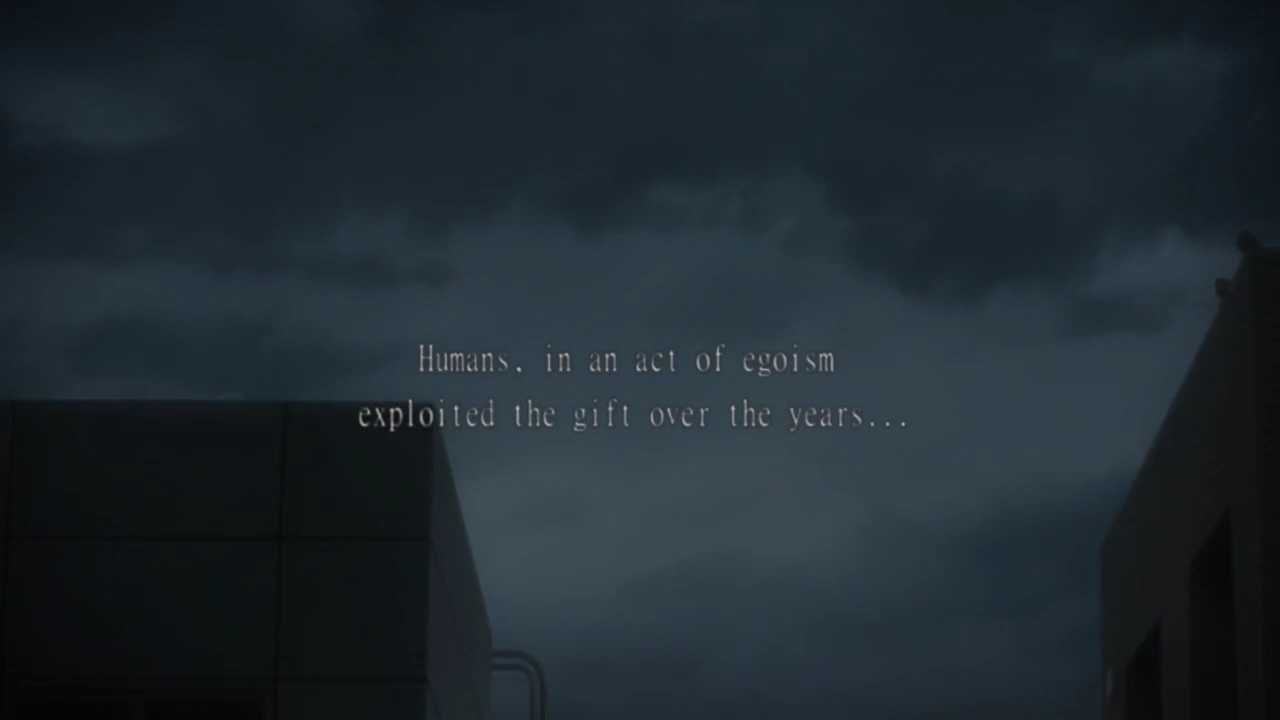 Humans, in an act of egoism
exploited the gift over the years...